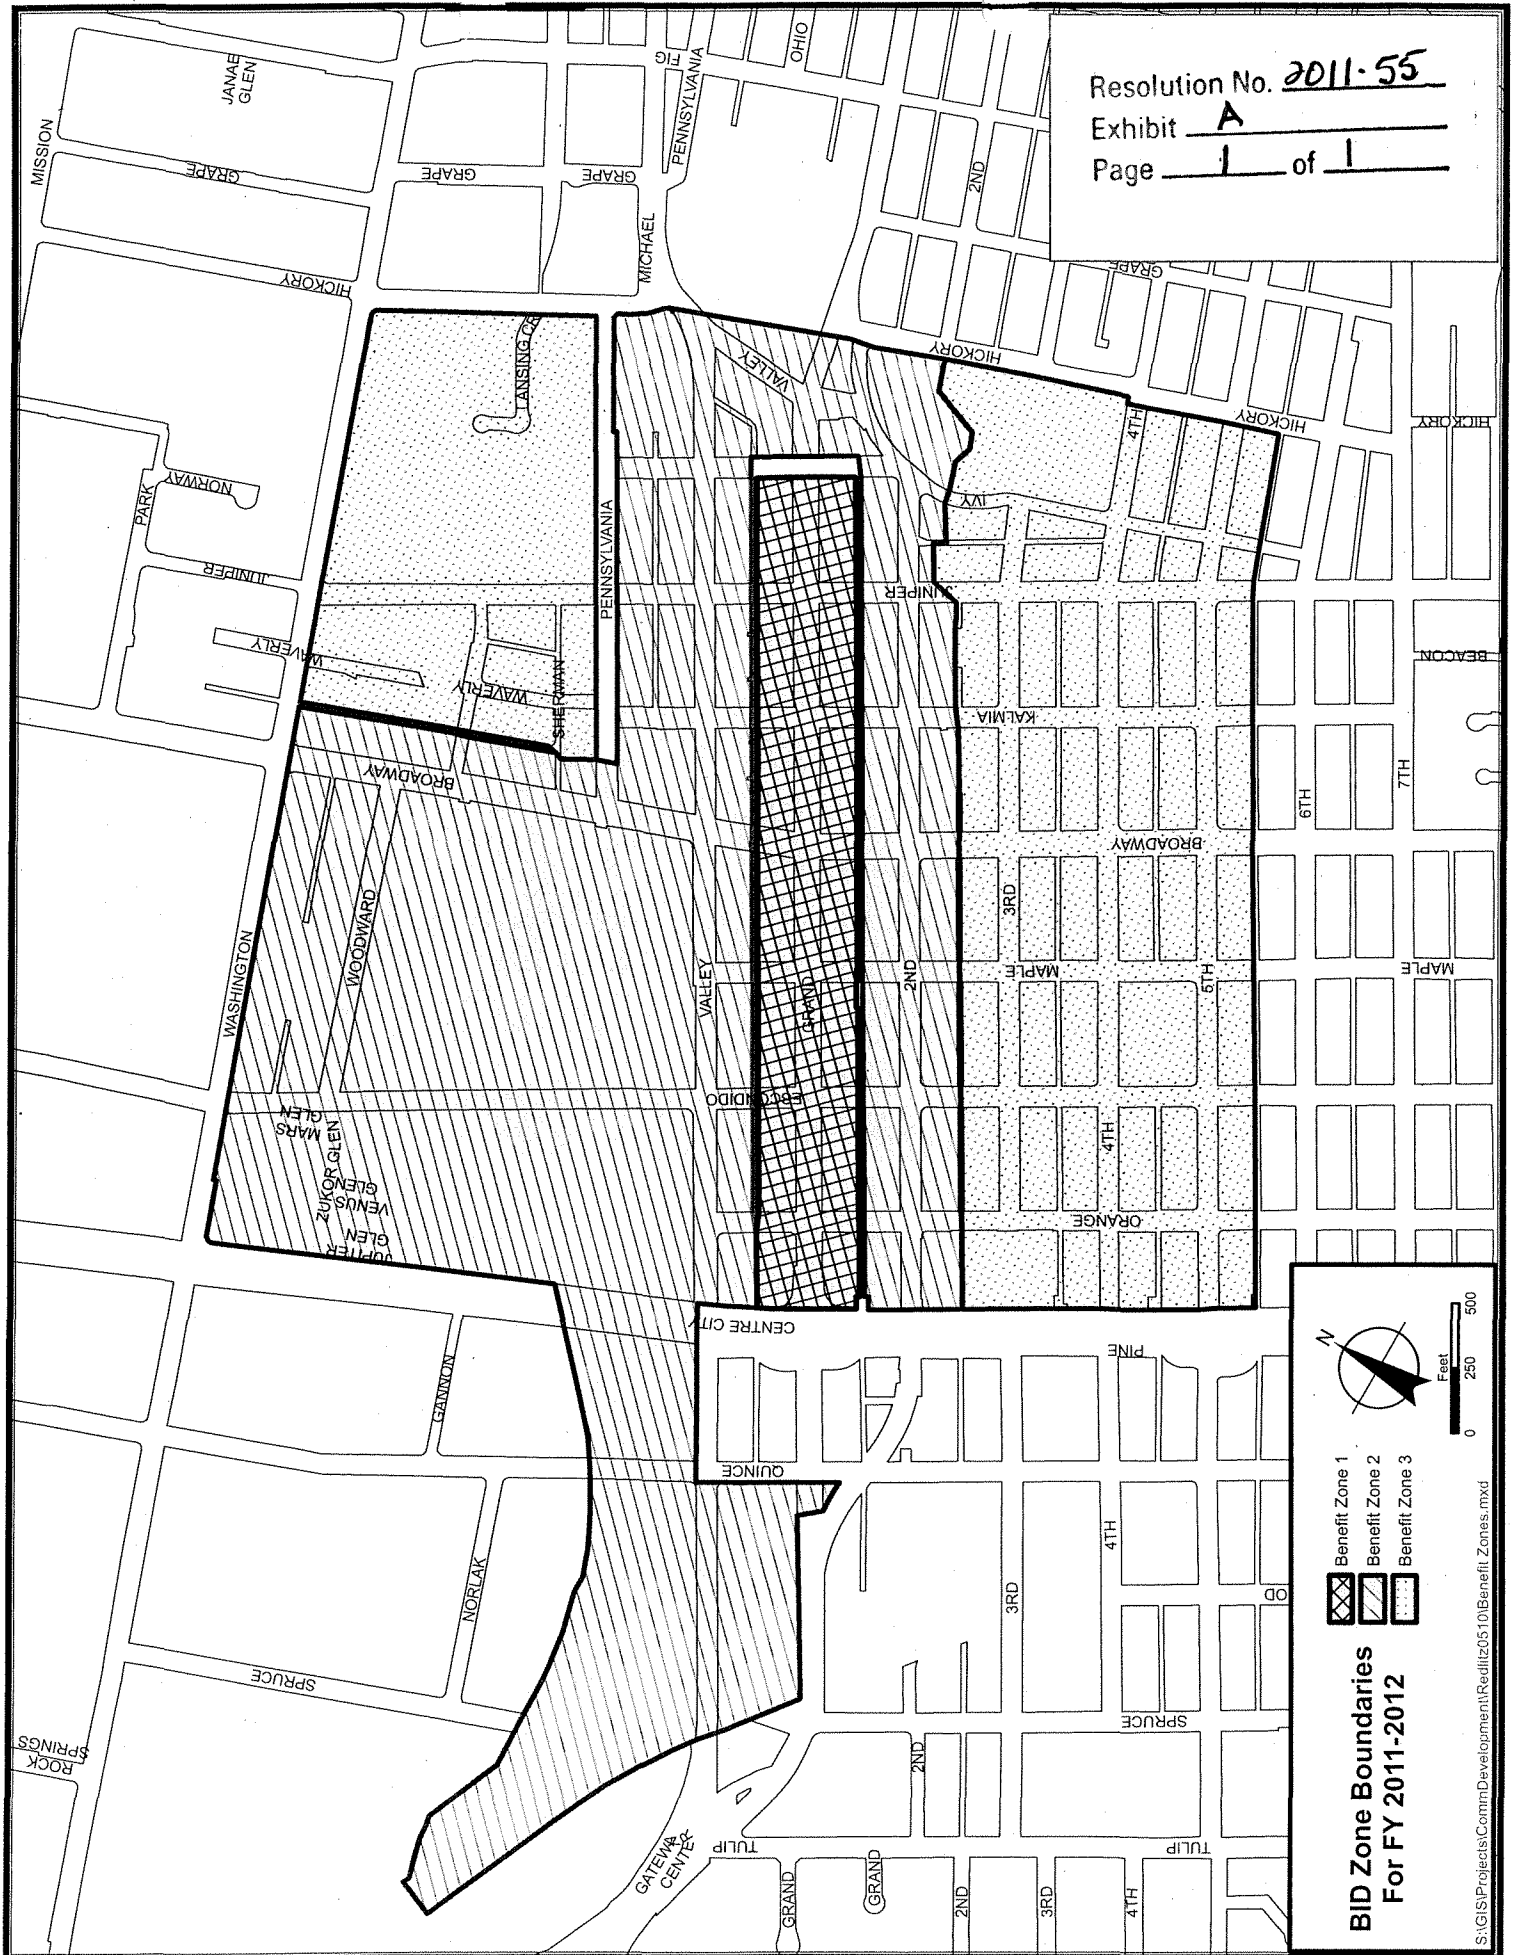 Resolution No. 2011-55
Exhibit A
Page 1 of 1
MISSION
JANAE
GLEN
GRAPE
GRAPE
GRAPE
FIG
PENNSYLVANIA
OHIO
2ND
MICHAEL
HICKORY
GRAPE
LANSING CR
VALLEY
HICKORY
4TH
HICKORY
HICKORY
PARK
NORWAY
JUNIPER
WAVERLY
WAVERLY
WAVERLY
SHERMAN
PENNSYLVANIA
IVY
JUNIPER
KALMIA
BEACON
BROADWAY
6TH
7TH
BROADWAY
WOODWARD
3RD
WASHINGTON
VALLEY
GRAND
2ND
MAPLE
5TH
MAPLE
ESCONDIDO
MARS
GLEN
ZUKOR GLEN
VENUS
GLEN
JUPITER
GLEN
4TH
ORANGE
CENTRE CITY
PINE
GANNON
QUINCE
NORLAK
4TH
3RD
OD
SPRUCE
SPRUCE
ROCK
SPRINGS
2ND
TULIP
TULIP
GATEWA
CENTER
GRAND
GRAND
2ND
3RD
4TH
BID Zone Boundaries
For FY 2011-2012
Benefit Zone 1
Benefit Zone 2
Benefit Zone 3
N
Feet
0 250 500
S:\GIS\Projects\CommDevelopment\Redlitz0510\Benefit Zones.mxd